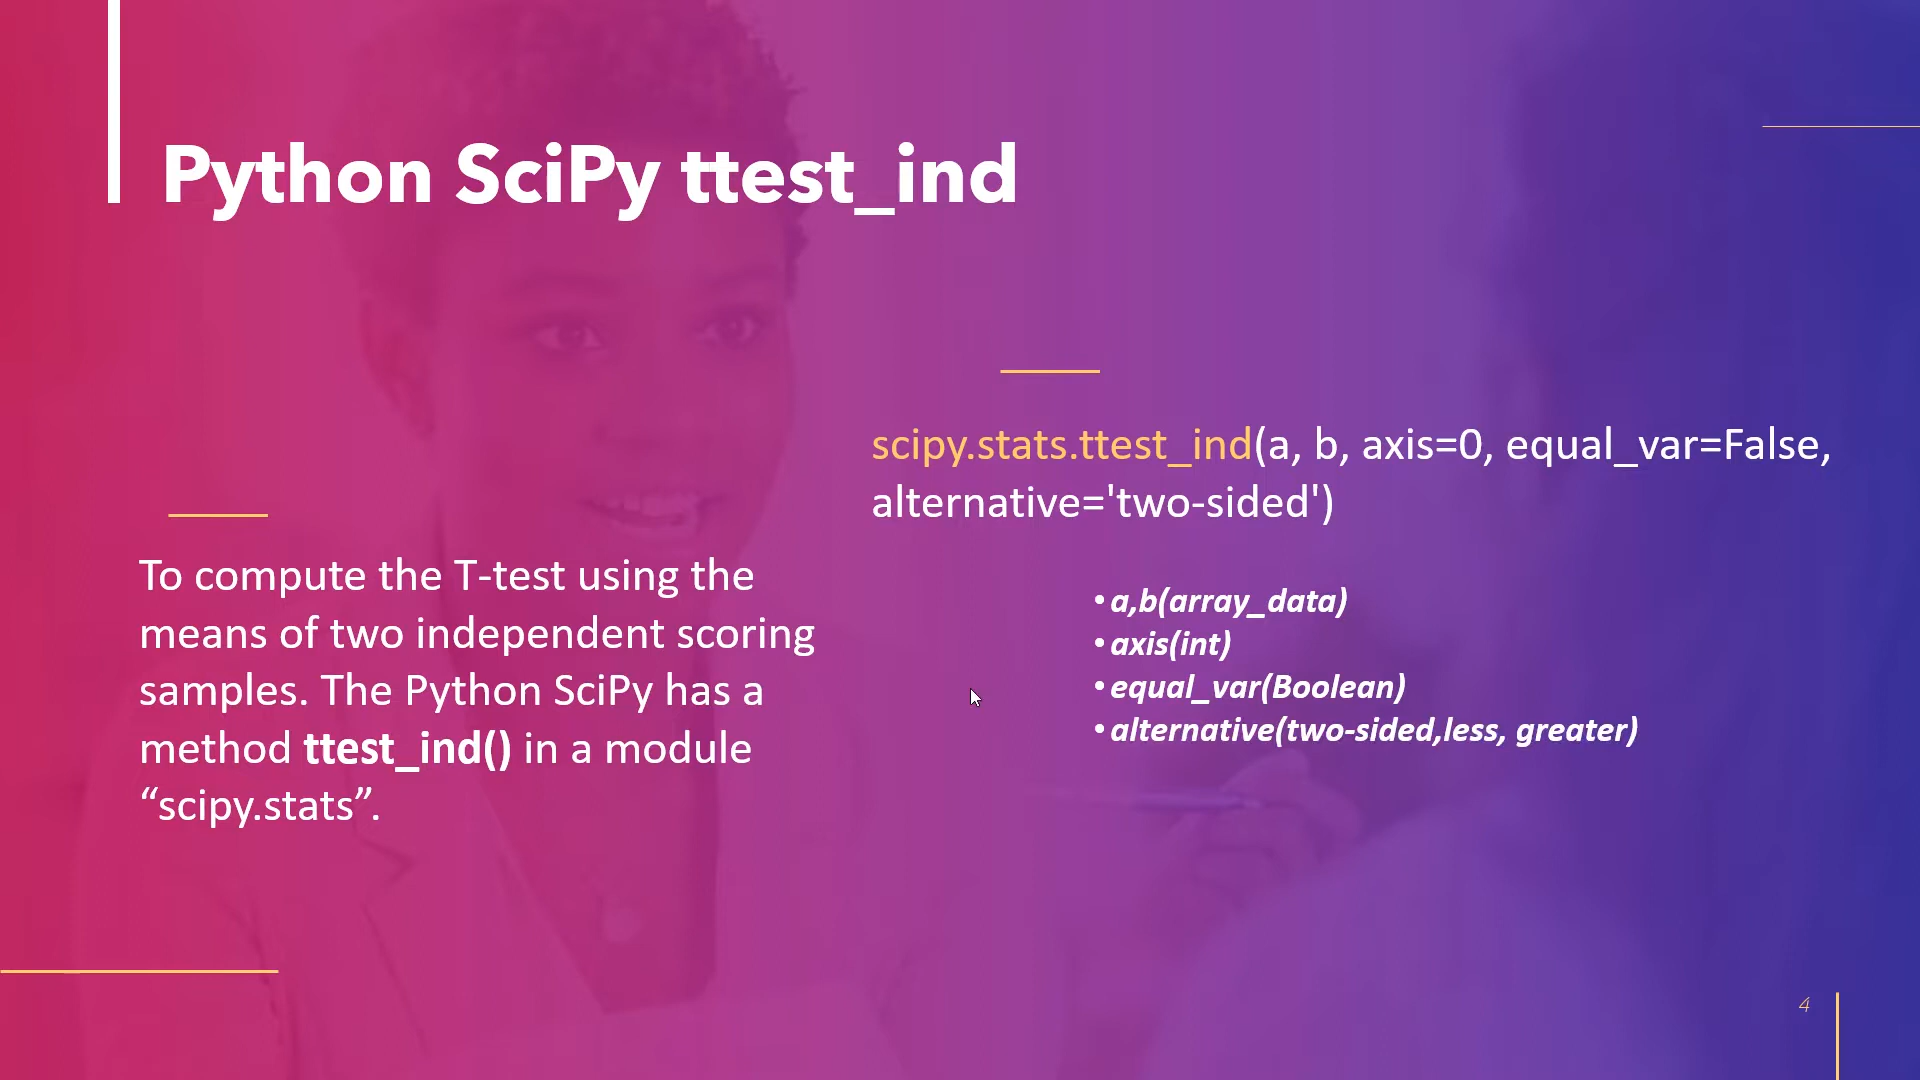 Python SciPy ttest_ind
To compute the T-test using the
means of two independent scoring
samples. The Python SciPy has a
method ttest_ind() in a module
“scipy.stats”.
scipy.stats.ttest_ind(a, b, axis=0, equal_var=False,
alternative='two-sided')
•a,b(array_data)
•axis(int)
•equal_var(Boolean)
•alternative(two-sided,less, greater)
4